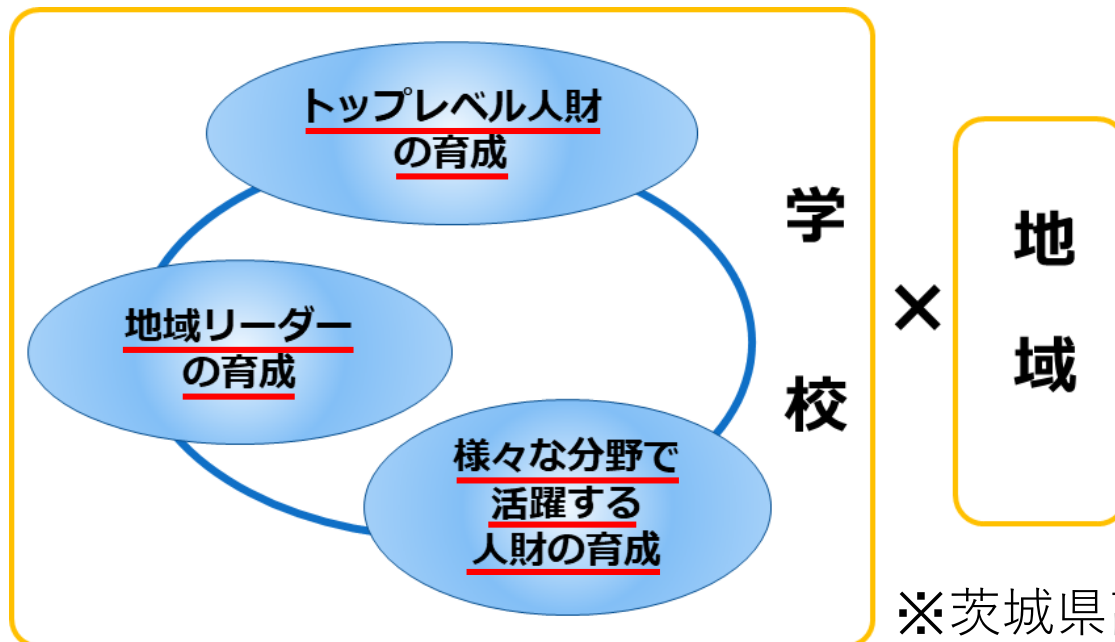 トップレベル人財
の育成
地域リーダー
の育成
様々な分野で
活躍する
人財の育成
学校
×
地域
※茨城県